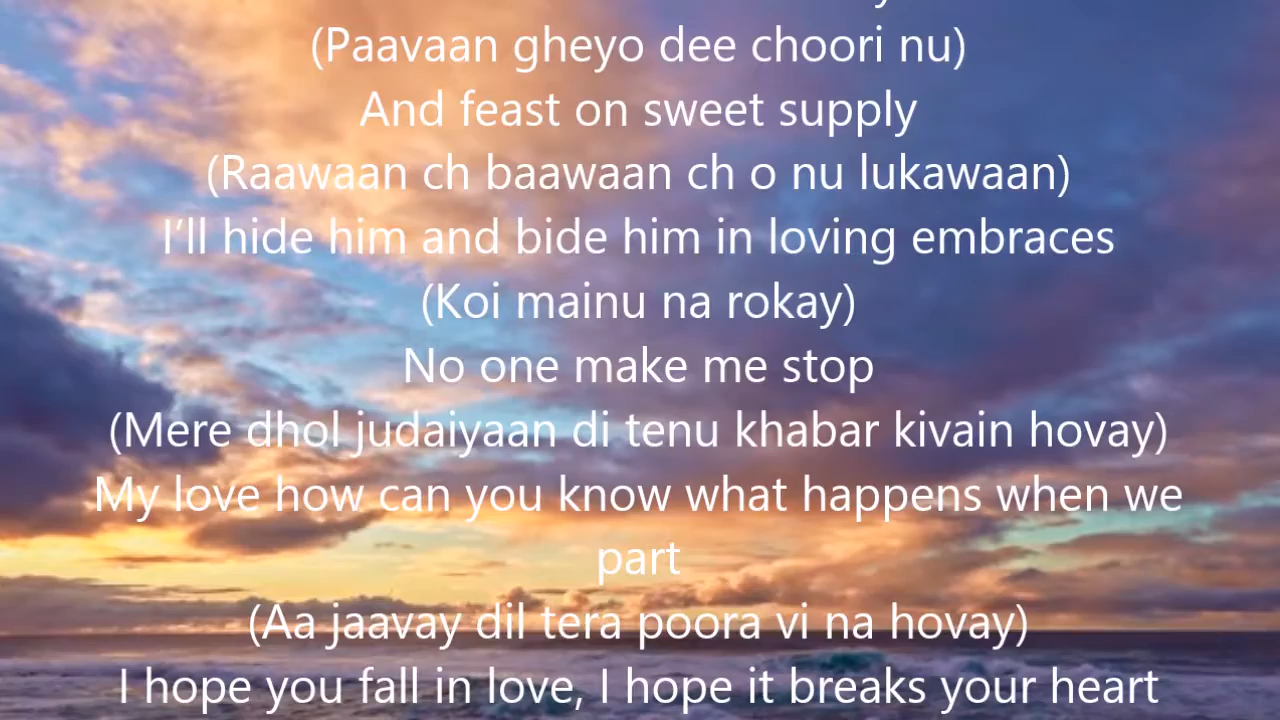 (Paavaan gheyo dee choori nu)
And feast on sweet supply
(Raawaan ch baawaan ch o nu lukawaan)
I’ll hide him and bide him in loving embraces
(Koi mainu na rokay)
No one make me stop
(Mere dhol judaiyaan di tenu khabar kivain hovay)
My love how can you know what happens when we
part
(Aa jaavay dil tera poora vi na hovay)
I hope you fall in love, I hope it breaks your heart